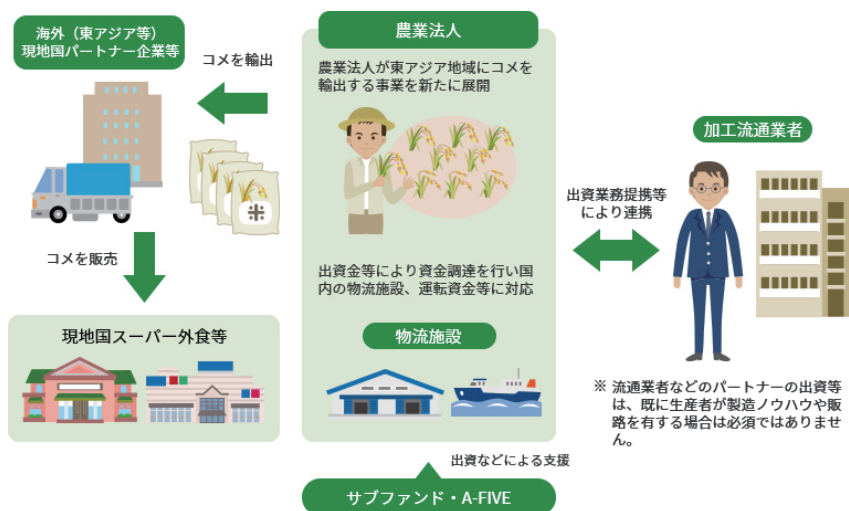 海外（東アジア等）
現地国パートナー企業等
コメを輸出
米
コメを販売
現地国スーパー外食等
農業法人
農業法人が東アジア地域にコメを
輸出する事業を新たに展開
出資金等により資金調達を行い国
内の物流施設、運転資金等に対応
物流施設
出資などによる支援
サブファンド・A-FIVE
出資業務提携等
により連携
加工流通業者
※ 流通業者などのパートナーの出資等
は、既に生産者が製造ノウハウや販
路を有する場合は必須ではありませ
ん。